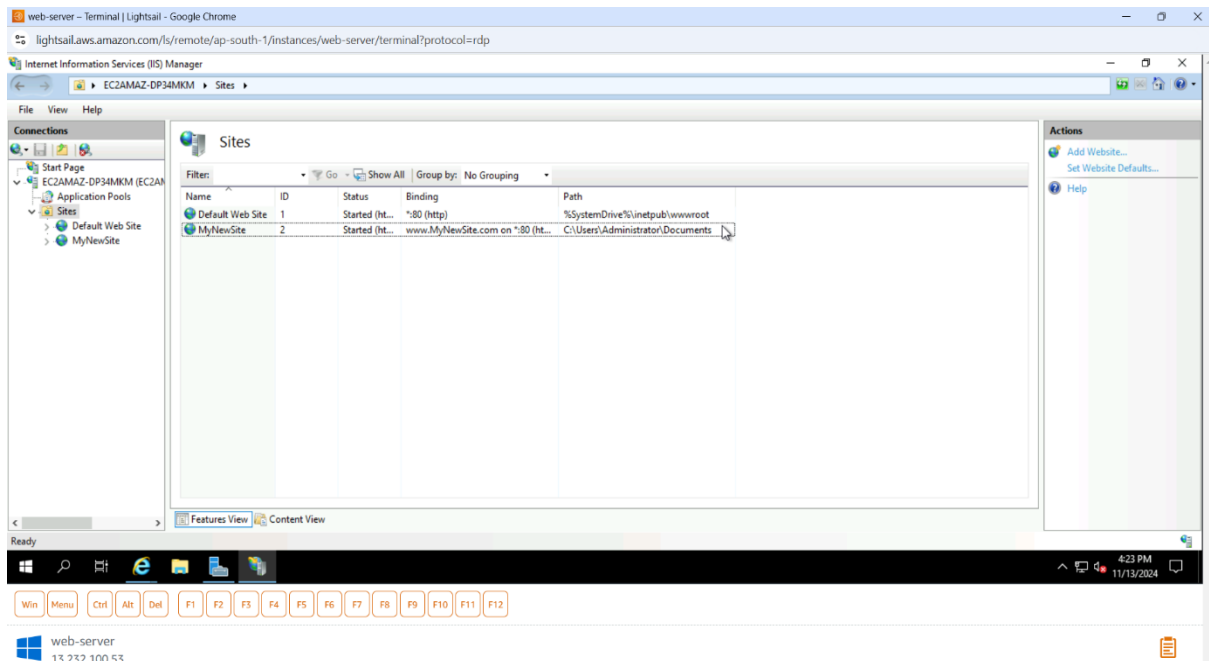 web-server – Terminal | Lightsail - Google Chrome
lightsail.aws.amazon.com/ls/remote/ap-south-1/instances/web-server/terminal?protocol=rdp
Internet Information Services (IIS) Manager
EC2AMAZ-DP34MKM Sites
File View Help
Connections
Start Page
EC2AMAZ-DP34MKM (EC2AM
Application Pools
Sites
Default Web Site
MyNewSite
Sites
Filter: Go Show All Group by: No Grouping
Name ID Status Binding Path
Default Web Site 1 Started (ht... *:80 (http) %SystemDrive%\inetpub\wwwroot
MyNewSite 2 Started (ht... www.MyNewSite.com on *:80 (ht... C:\Users\Administrator\Documents
Features View Content View
Actions
Add Website...
Set Website Defaults...
Help
Ready
4:23 PM
11/13/2024
Win Menu Ctrl Alt Del F1 F2 F3 F4 F5 F6 F7 F8 F9 F10 F11 F12
web-server
13.232.100.53